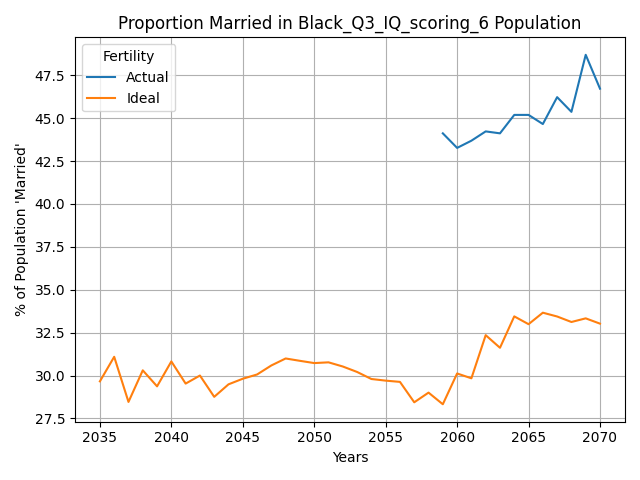 Proportion Married in Black_Q3_IQ_scoring_6 Population
Fertility
Actual
Ideal
% of Population 'Married'
47.5
45.0
42.5
40.0
37.5
35.0
32.5
30.0
27.5
2035 2040 2045 2050 2055 2060 2065 2070
Years